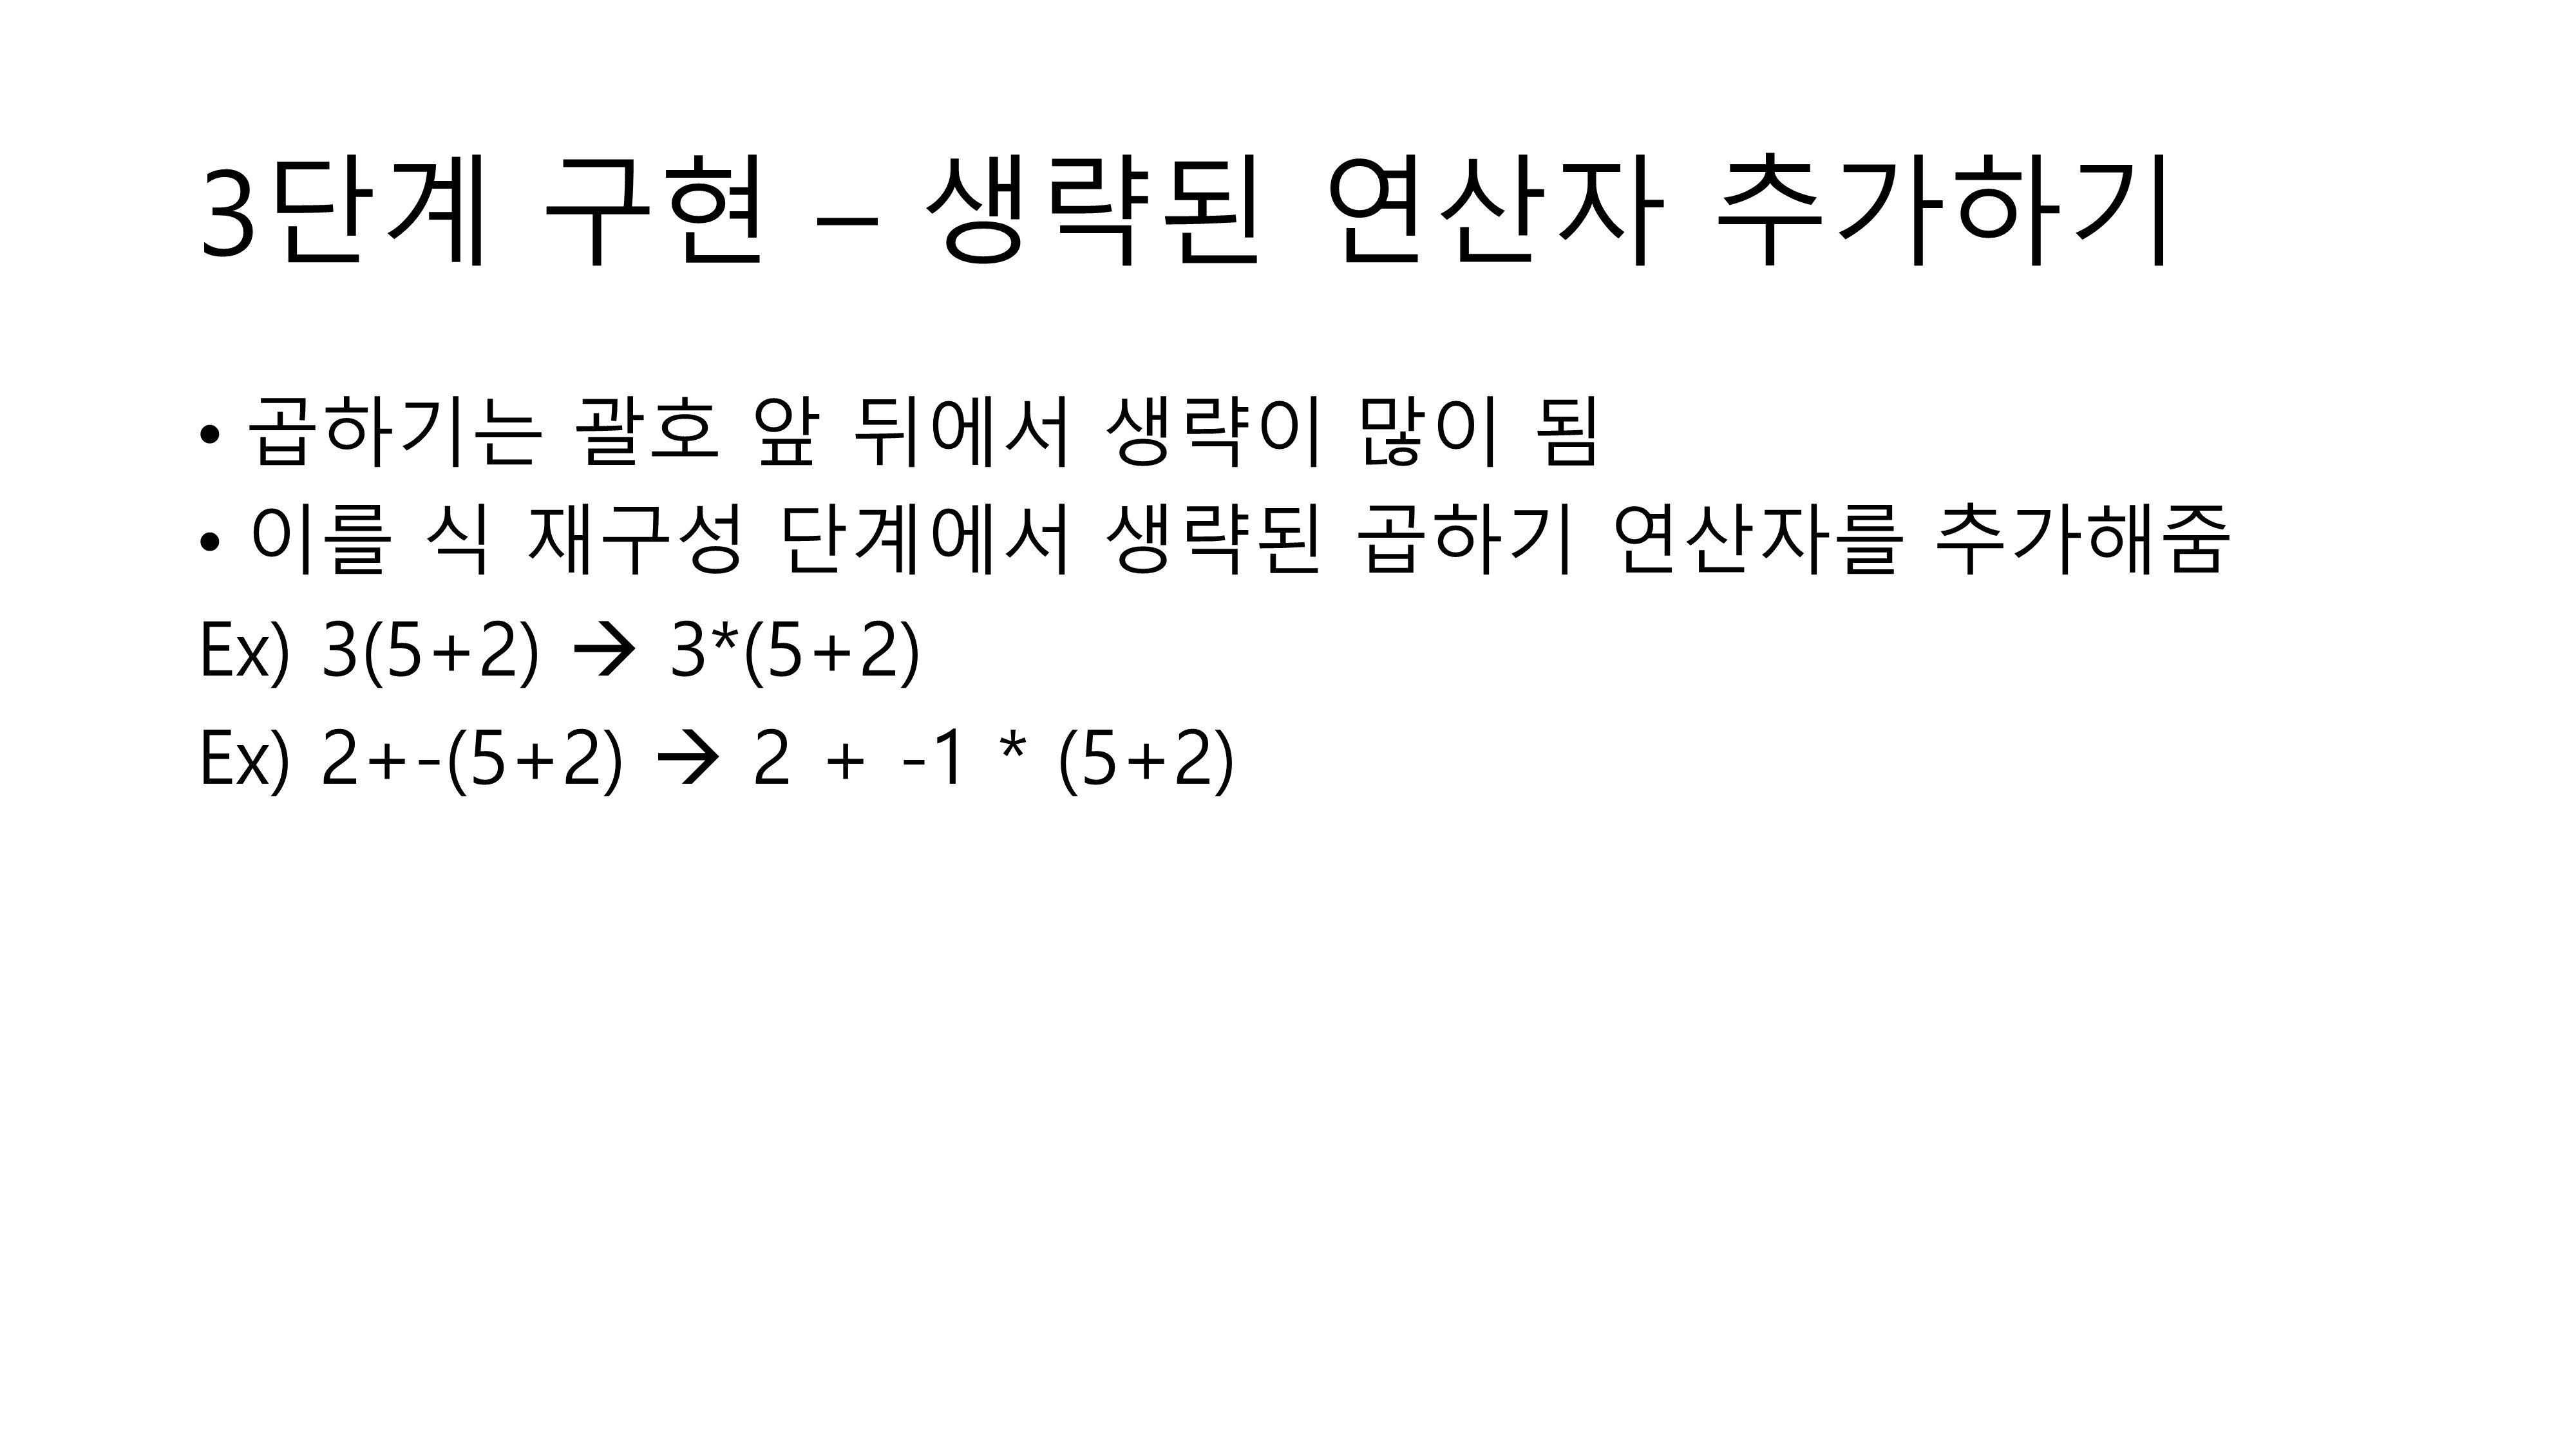 3단계 구현 – 생략된 연산자 추가하기
• 곱하기는 괄호 앞 뒤에서 생략이 많이 됨
• 이를 식 재구성 단계에서 생략된 곱하기 연산자를 추가해줌
Ex) 3(5+2) → 3*(5+2)
Ex) 2+-(5+2) → 2 + -1 * (5+2)